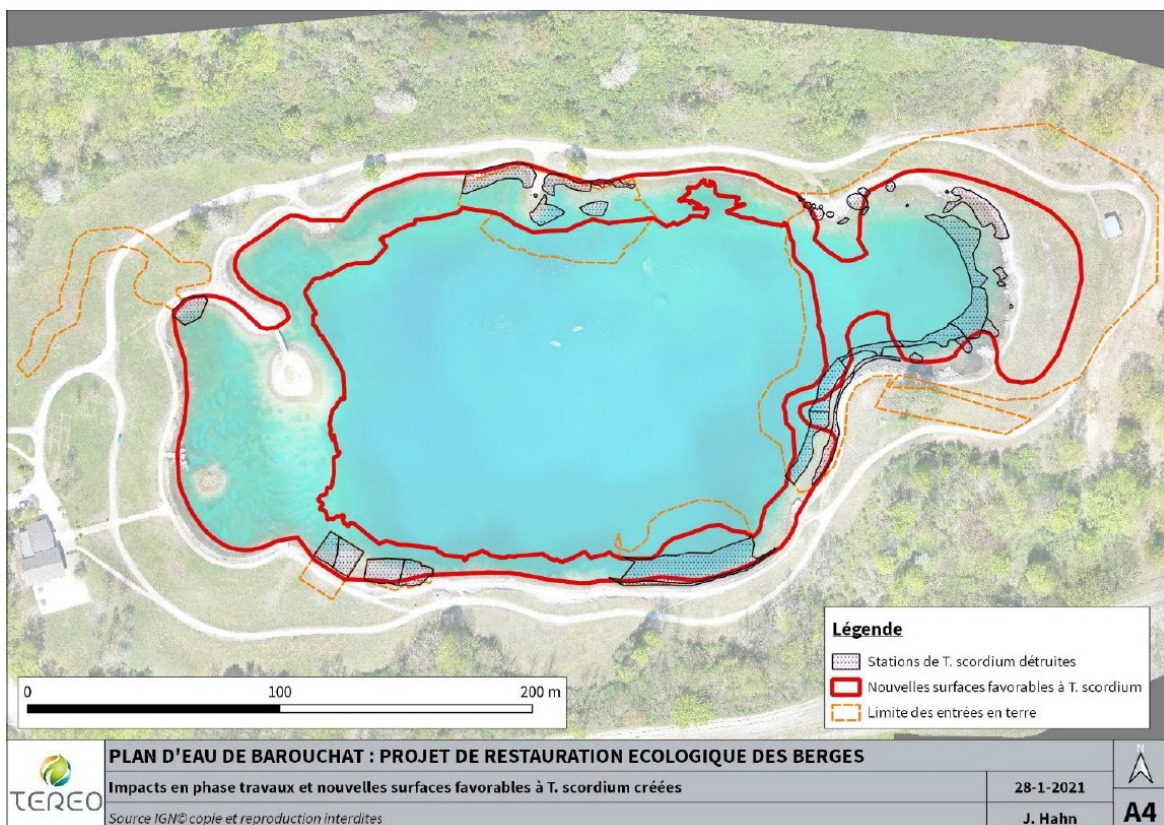 Légende
Stations de T. scordium détruites
Nouvelles surfaces favorables à T. scordium
Limite des entrées en terre
0 100 200 m
TEREO
PLAN D'EAU DE BAROUCHAT : PROJET DE RESTAURATION ECOLOGIQUE DES BERGES
Impacts en phase travaux et nouvelles surfaces favorables à T. scordium créées
28-1-2021
Source IGN© copie et reproduction interdites
J. Hahn
N
A4